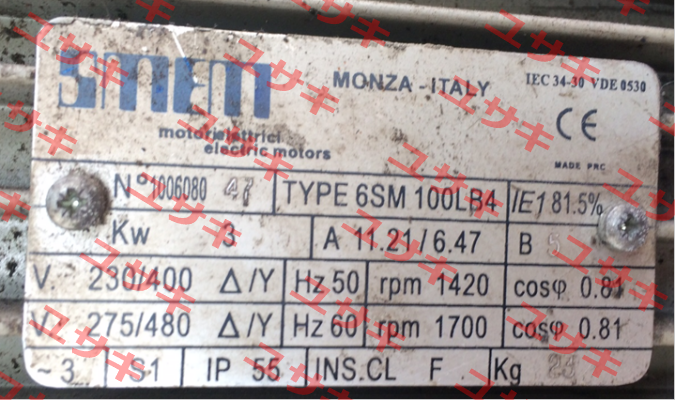 smem
MONZA - ITALY
IEC 34-30 VDE 0530
motorielettrici
electric motors
CE
MADE PRC
N° 1006080 47 TYPE 6SM 100LB4 IE1 81.5%
Kw 3 A 11.21/6.47 B 5
V. 230/400 Δ/Y Hz 50 rpm 1420 cosφ 0.81
V. 275/480 Δ/Y Hz 60 rpm 1700 cosφ 0.81
~ 3 S1 IP 55 INS.CL F Kg
ユサキ